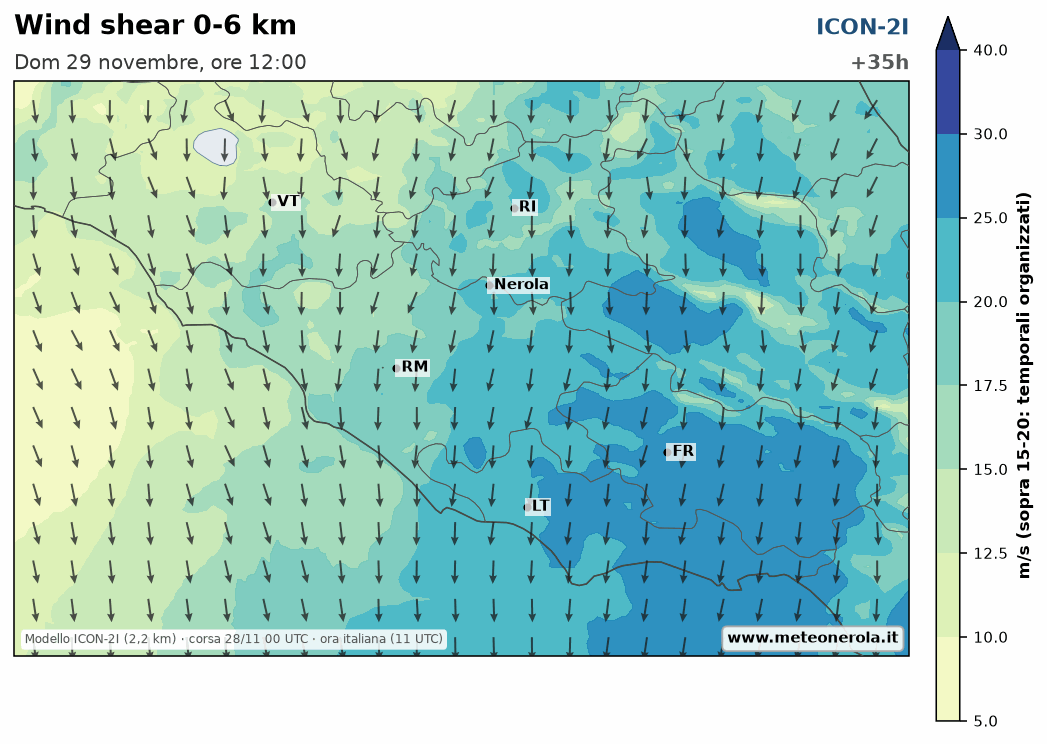 Wind shear 0-6 km
ICON-2I
Dom 29 novembre, ore 12:00
+35h
VT
RI
Nerola
RM
FR
LT
Modello ICON-2I (2,2 km) · corsa 28/11 00 UTC · ora italiana (11 UTC)
www.meteonerola.it
40.0
30.0
25.0
20.0
17.5
15.0
12.5
10.0
5.0
m/s (sopra 15-20: temporali organizzati)